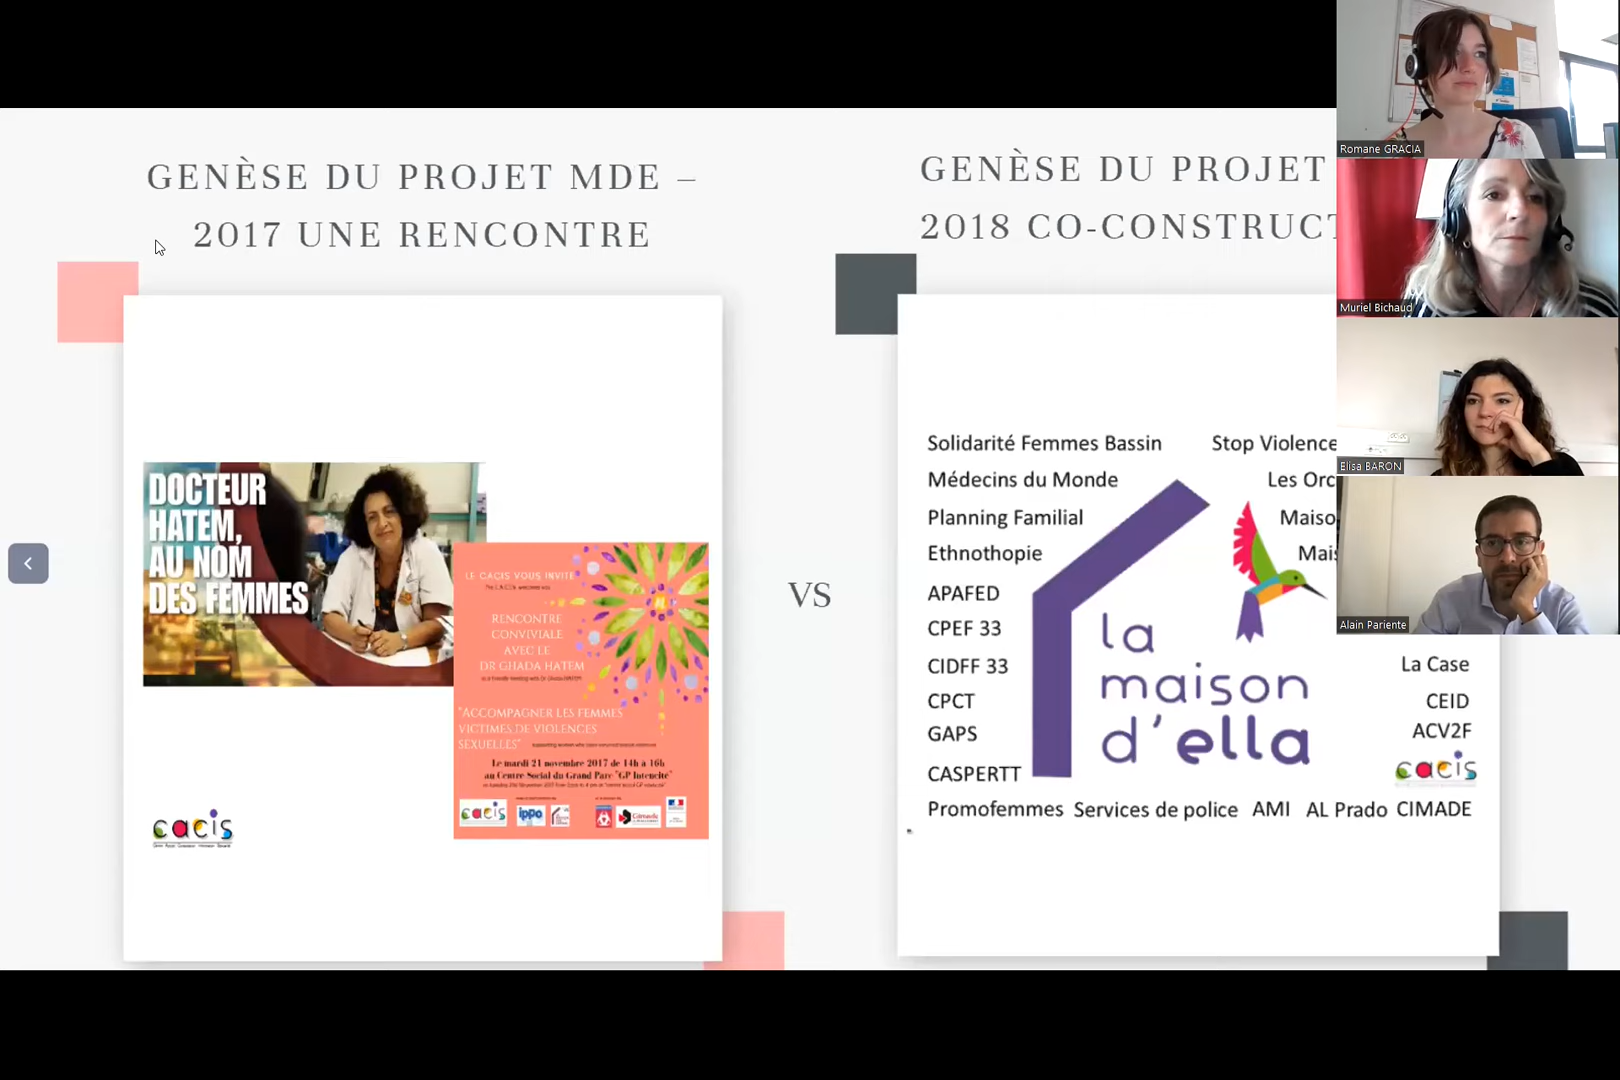 GENÈSE DU PROJET MDE –
2017 UNE RENCONTRE
DOCTEUR
HATEM,
AU NOM
DES FEMMES
LE CACIS VOUS INVITE
RENCONTRE
CONVIVIALE
AVEC LE
DR GHADA HATEM
"ACCOMPAGNER LES FEMMES
VICTIMES DE VIOLENCES
SEXUELLES"
Le mardi 21 novembre 2017 de 14h à 16h
au Centre Social du Grand Parc "GP Intencité"
cacis
ippo
Gironde
cacis
VS
GENÈSE DU PROJET
2018 CO-CONSTRUCT
Solidarité Femmes Bassin
Stop Violence
Médecins du Monde
Les Orc
Planning Familial
Maiso
Ethnothopie
Mais
APAFED
CPEF 33
CIDFF 33
La Case
CPCT
CEID
GAPS
ACV2F
CASPERTT
cacis
la
maison
d'ella
Promofemmes Services de police AMI AL Prado CIMADE
Romane GRACIA
Muriel Bichaud
Elisa BARON
Alain Pariente